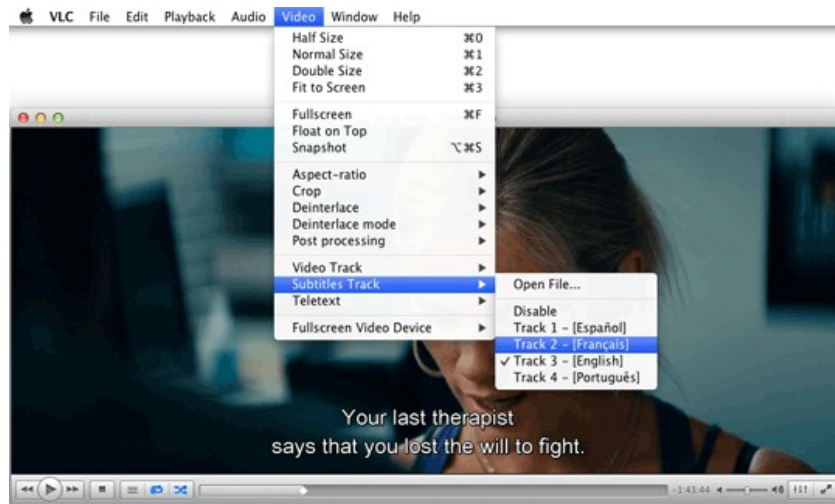 VLC File Edit Playback Audio Video Window Help
Half Size ⌘0
Normal Size ⌘1
Double Size ⌘2
Fit to Screen ⌘3
Fullscreen ⌘F
Float on Top
Snapshot ⌥⌘S
Aspect-ratio
Crop
Deinterlace
Deinterlace mode
Post processing
Video Track
Subtitles Track
Teletext
Fullscreen Video Device
Open File...
Disable
Track 1 - [Español]
Track 2 - [Français]
✓ Track 3 - [English]
Track 4 - [Português]
Your last therapist
says that you lost the will to fight.
-1:43:44